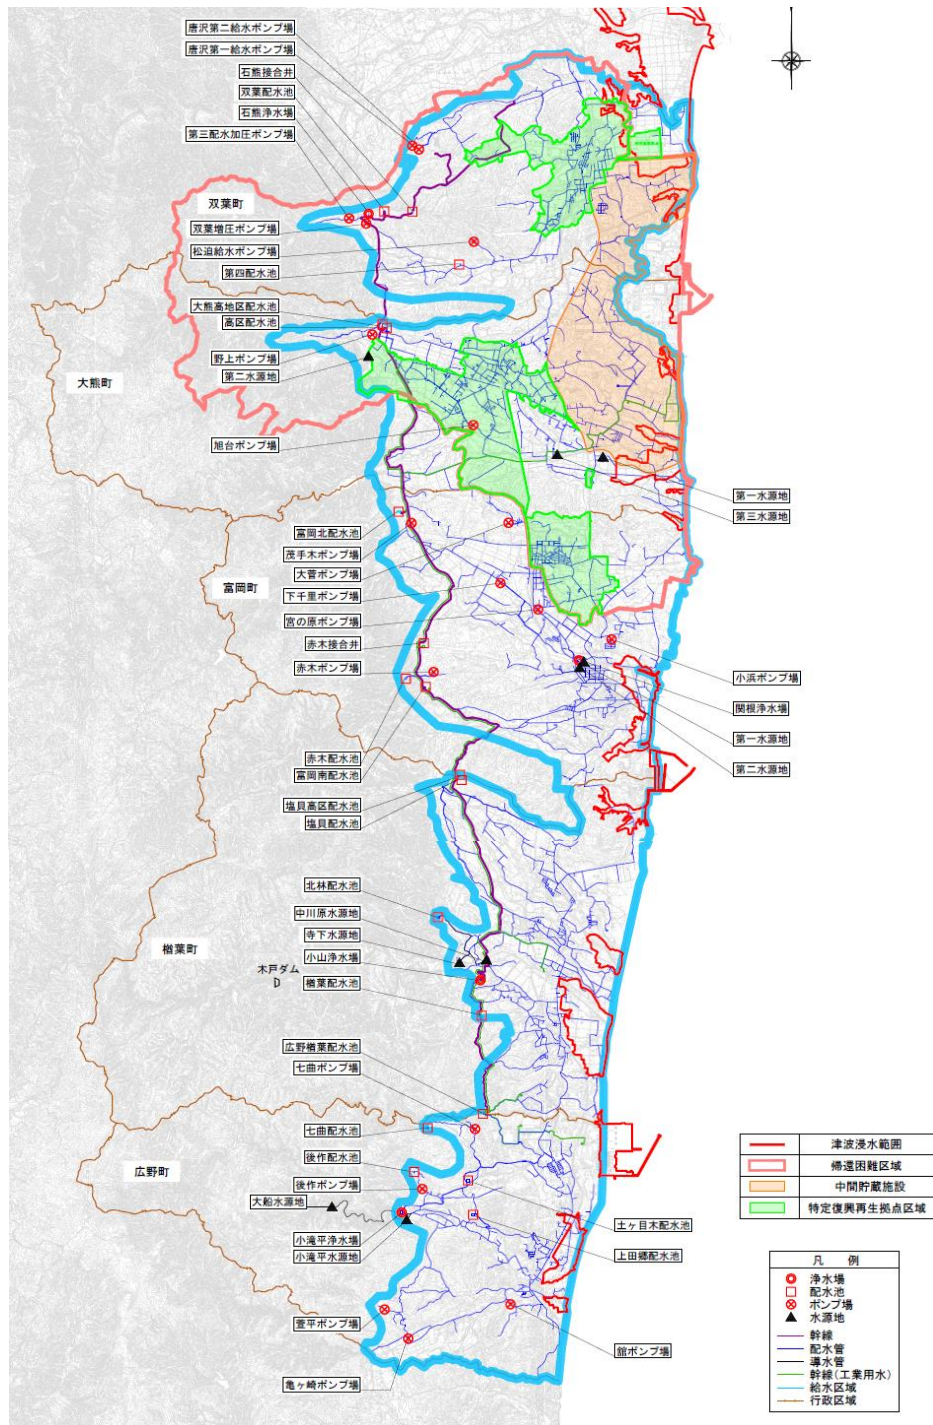 唐沢第二給水ポンプ場
唐沢第一給水ポンプ場
石熊接合井
双葉配水池
石熊浄水場
第三配水加圧ポンプ場
双葉町
双葉増圧ポンプ場
松迫給水ポンプ場
第四配水池
大熊高地区配水池
高区配水池
野上ポンプ場
第二水源地
大熊町
旭台ポンプ場
第一水源地
第三水源地
富岡北配水池
茂手木ポンプ場
大菅ポンプ場
下千里ポンプ場
富岡町
宮の原ポンプ場
赤木接合井
赤木ポンプ場
小浜ポンプ場
関根浄水場
第一水源地
第二水源地
赤木配水池
富岡南配水池
塩貝高区配水池
塩貝配水池
北林配水池
中川原水源地
寺下水源地
小山浄水場
楢葉町
木戸ダム
D
楢葉配水池
広野楢葉配水池
七曲ポンプ場
七曲配水池
後作配水池
広野町
後作ポンプ場
大船水源地
小滝平浄水場
小滝平水源地
土ヶ目木配水池
上田郷配水池
萱平ポンプ場
舘ポンプ場
亀ヶ崎ポンプ場
津波浸水範囲
帰還困難区域
中間貯蔵施設
特定復興再生拠点区域
凡 例
浄水場
配水池
ポンプ場
水源地
幹線
配水管
導水管
幹線(工業用水)
給水区域
行政区域